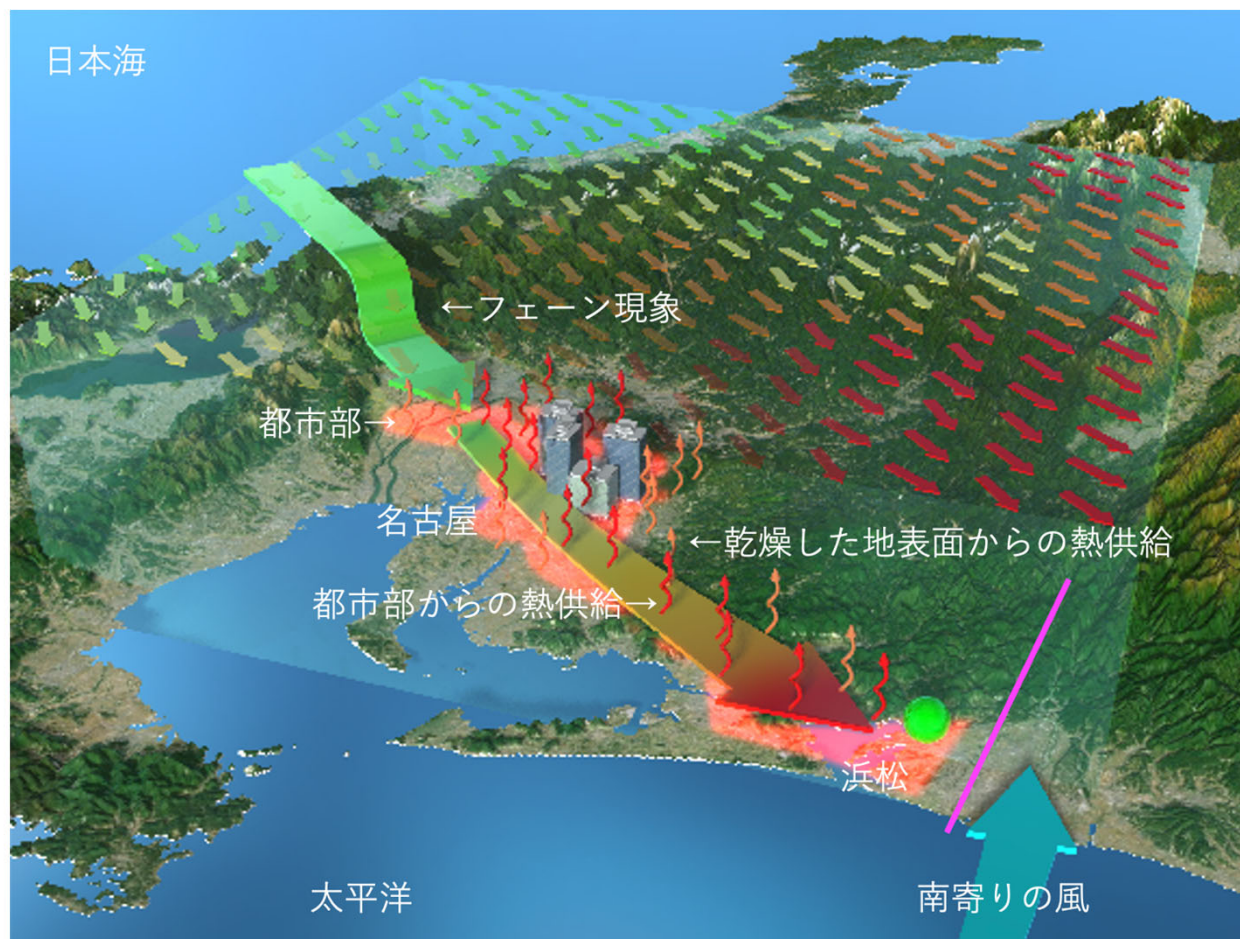 日本海
←フェーン現象
都市部→
名古屋
←乾燥した地表面からの熱供給
都市部からの熱供給→
浜松
太平洋
南寄りの風